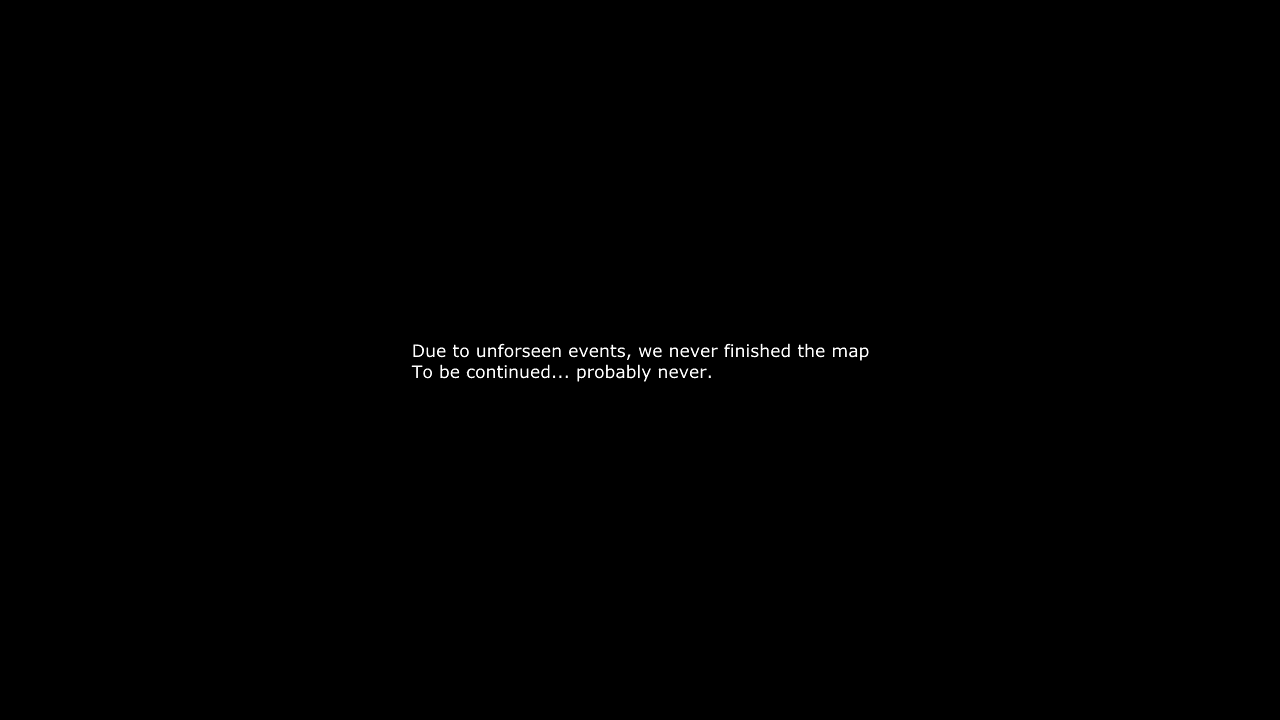 Due to unforseen events, we never finished the map
To be continued... probably never.